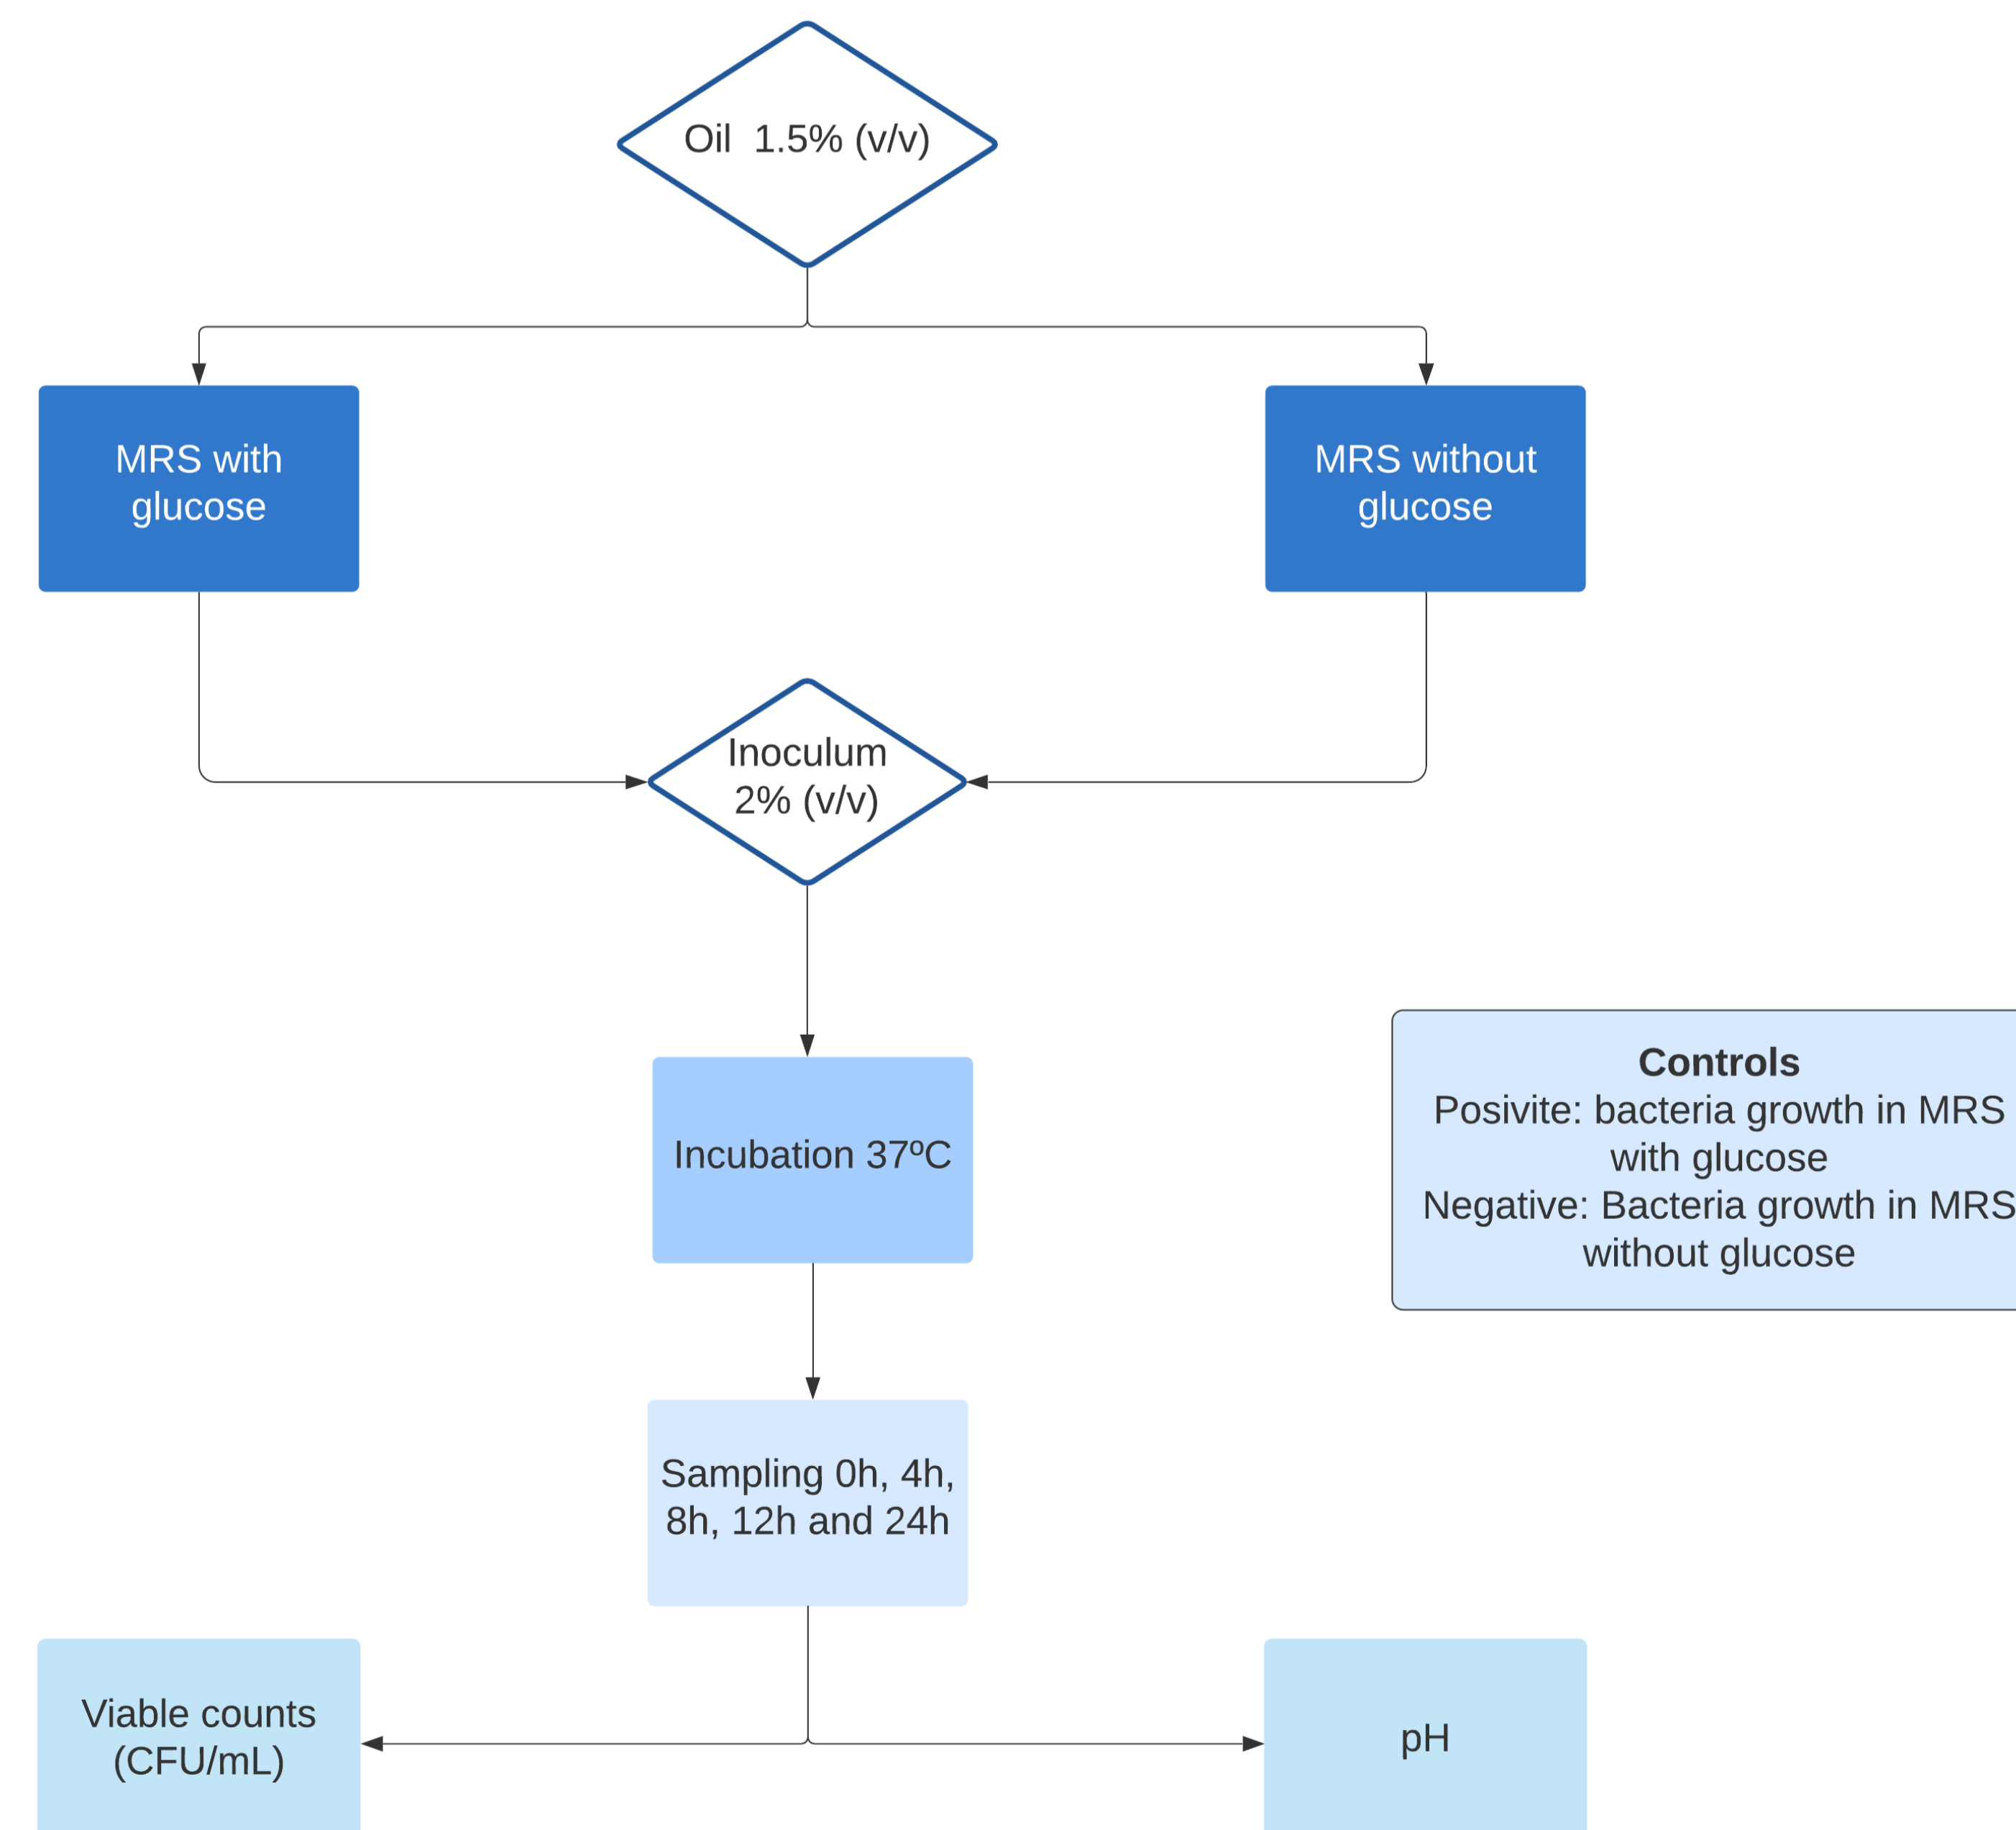 Oil 1.5% (v/v)
MRS with
glucose
MRS without
glucose
Inoculum
2% (v/v)
Incubation 37ºC
Controls
Posivite: bacteria growth in MRS
with glucose
Negative: Bacteria growth in MRS
without glucose
Sampling 0h, 4h,
8h, 12h and 24h
Viable counts
(CFU/mL)
pH